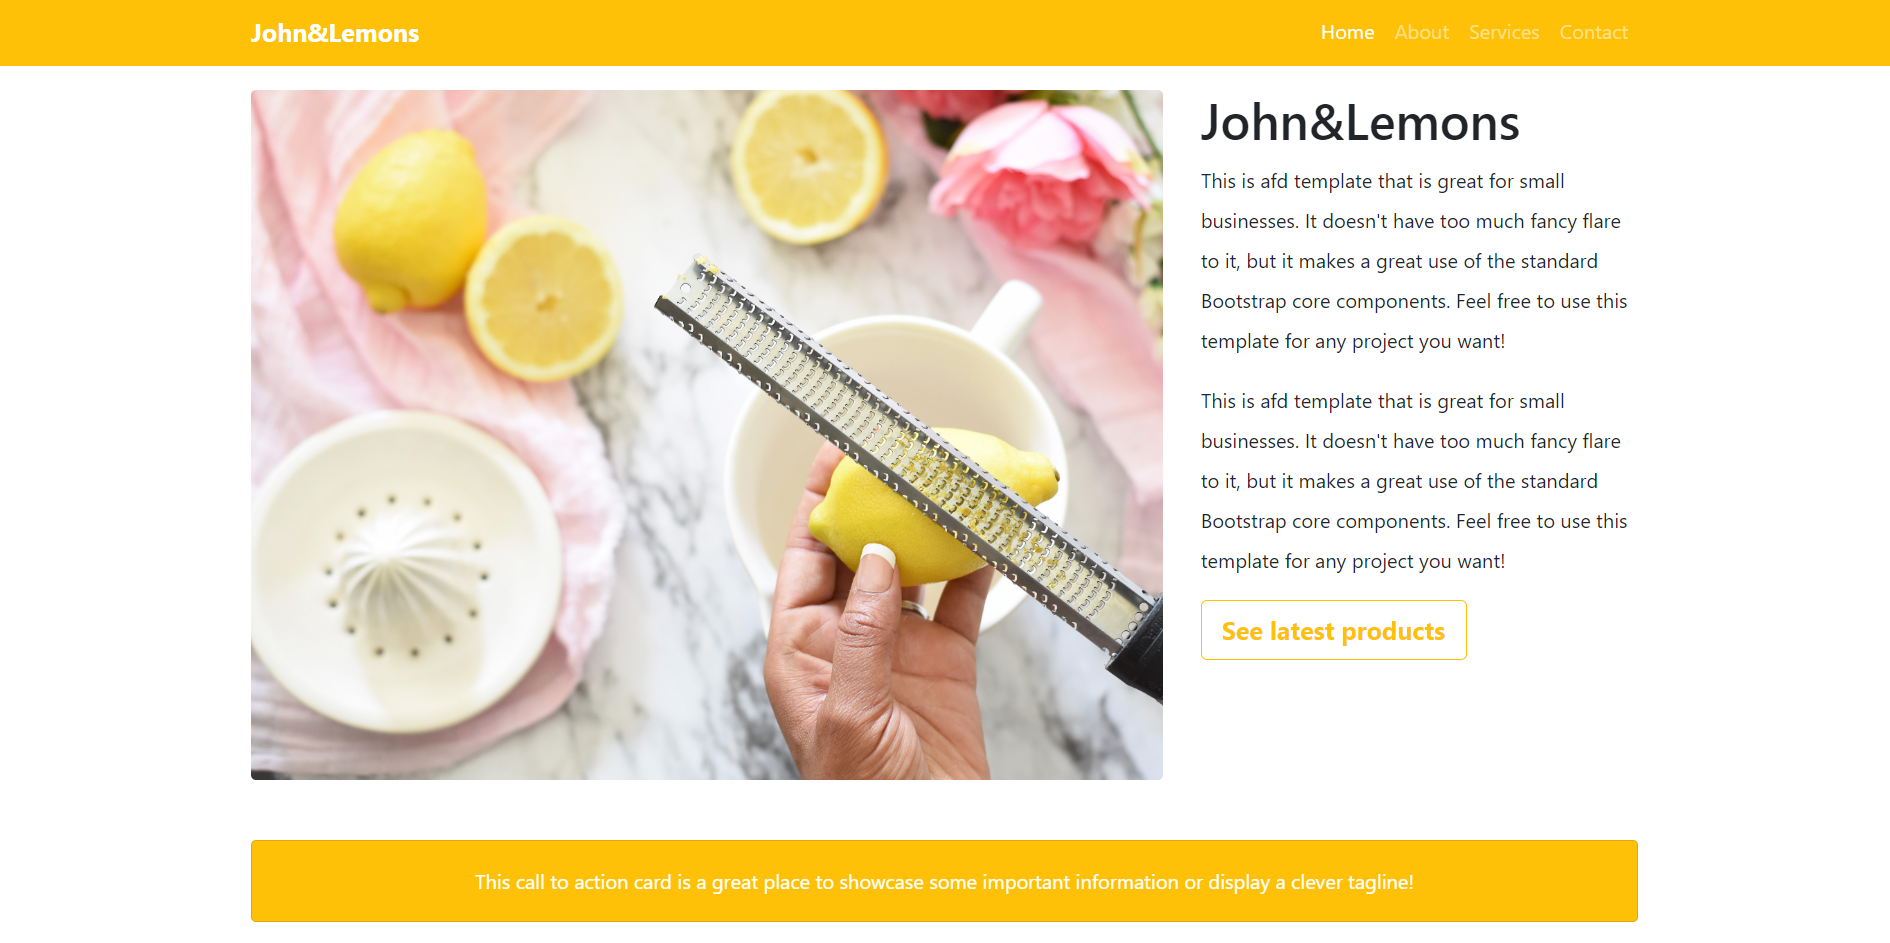 John&Lemons
Home About Services Contact
John&Lemons
This is afd template that is great for small
businesses. It doesn't have too much fancy flare
to it, but it makes a great use of the standard
Bootstrap core components. Feel free to use this
template for any project you want!
This is afd template that is great for small
businesses. It doesn't have too much fancy flare
to it, but it makes a great use of the standard
Bootstrap core components. Feel free to use this
template for any project you want!
See latest products
This call to action card is a great place to showcase some important information or display a clever tagline!